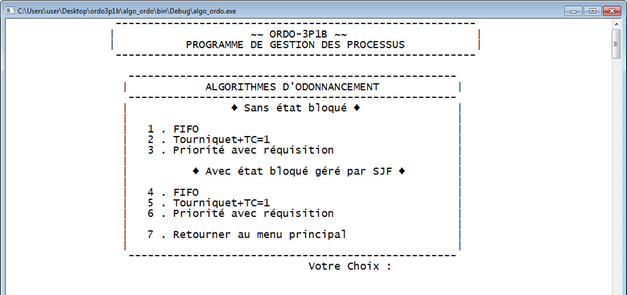 C:\Users\user\Desktop\ordo3p1b\algo_ordo\bin\Debug\algo_ordo.exe
~~ ORDO-3P1B ~~
PROGRAMME DE GESTION DES PROCESSUS
ALGORITHMES D'ODONNANCEMENT
♦ Sans état bloqué ♦
1 . FIFO
2 . Tourniquet+TC=1
3 . Priorité avec réquisition
♦ Avec état bloqué géré par SJF ♦
4 . FIFO
5 . Tourniquet+TC=1
6 . Priorité avec réquisition
7 . Retourner au menu principal
Votre Choix :